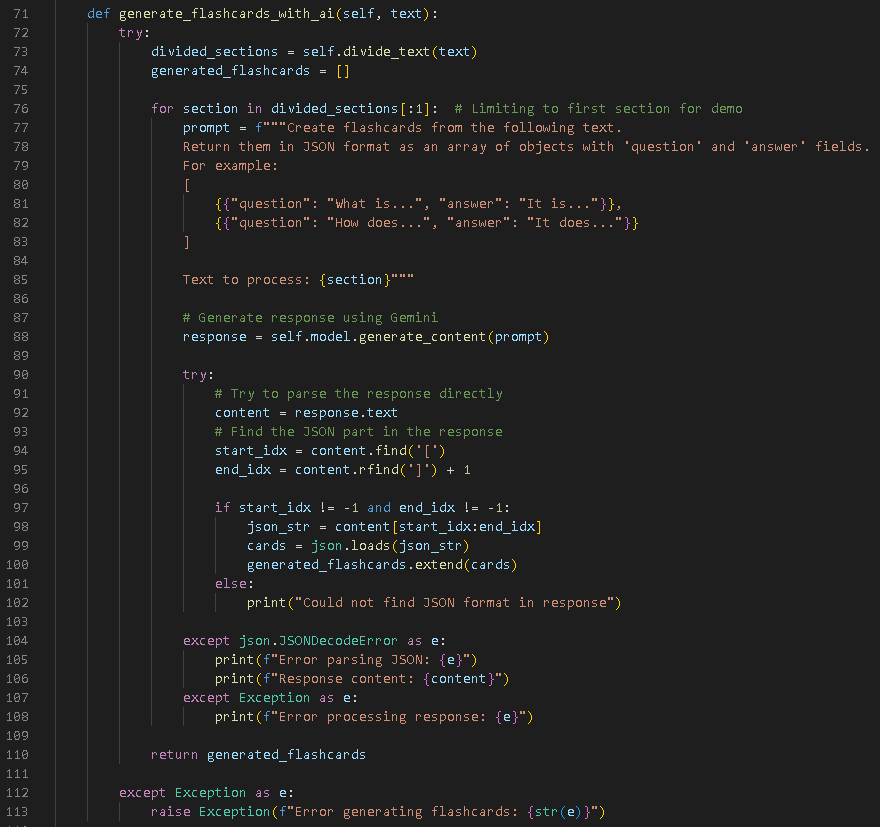 71 def generate_flashcards_with_ai(self, text):
72 try:
73 divided_sections = self.divide_text(text)
74 generated_flashcards = []
75
76 for section in divided_sections[:1]:  # Limiting to first section for demo
77 prompt = f"""Create flashcards from the following text.
78 Return them in JSON format as an array of objects with 'question' and 'answer' fields.
79 For example:
80 [
81 {{"question": "What is...", "answer": "It is..."}},
82 {{"question": "How does...", "answer": "It does..."}}
83 ]
84
85 Text to process: {section}"""
86
87 # Generate response using Gemini
88 response = self.model.generate_content(prompt)
89
90 try:
91 # Try to parse the response directly
92 content = response.text
93 # Find the JSON part in the response
94 start_idx = content.find('[')
95 end_idx = content.rfind(']') + 1
96
97 if start_idx != -1 and end_idx != -1:
98 json_str = content[start_idx:end_idx]
99 cards = json.loads(json_str)
100 generated_flashcards.extend(cards)
101 else:
102 print("Could not find JSON format in response")
103
104 except json.JSONDecodeError as e:
105 print(f"Error parsing JSON: {e}")
106 print(f"Response content: {content}")
107 except Exception as e:
108 print(f"Error processing response: {e}")
109
110 return generated_flashcards
111
112 except Exception as e:
113 raise Exception(f"Error generating flashcards: {str(e)}")